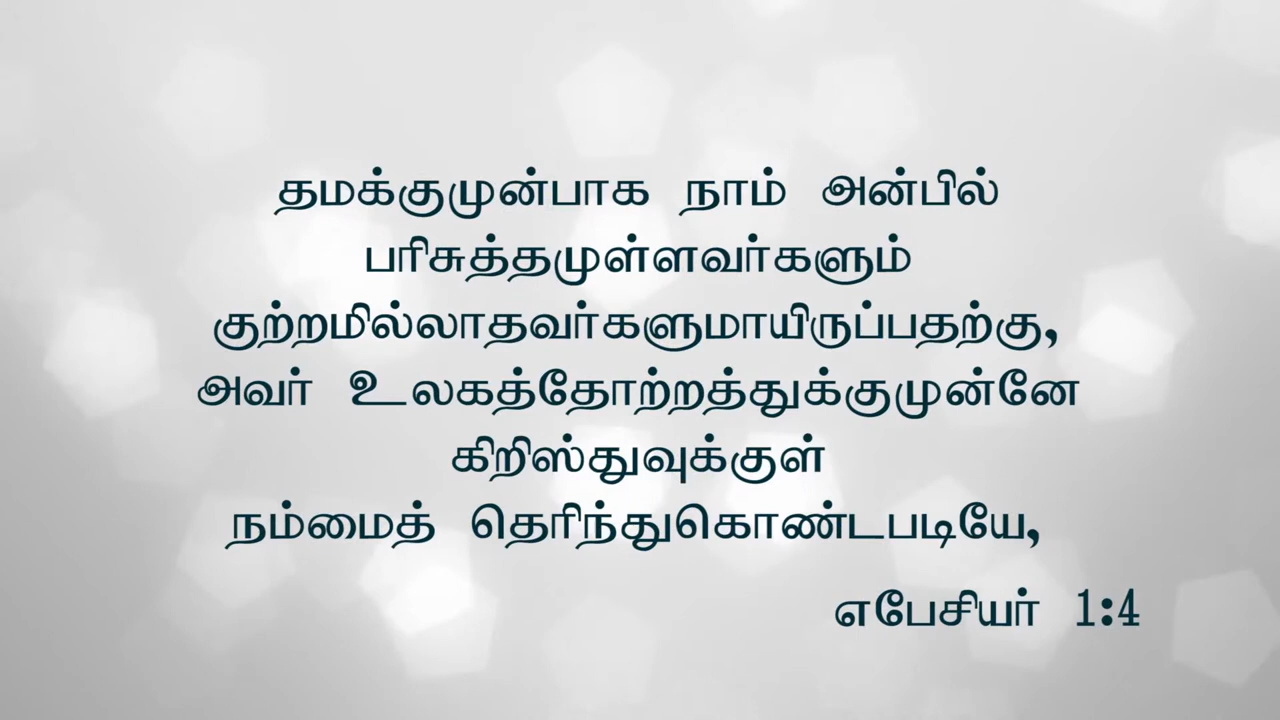 தமக்குமுன்பாக நாம் அன்பில்
பரிசுத்தமுள்ளவர்களும்
குற்றமில்லாதவர்களுமாயிருப்பதற்கு,
அவர் உலகத்தோற்றத்துக்குமுன்னே
கிறிஸ்துவுக்குள்
நம்மைத் தெரிந்துகொண்டபடியே,
எபேசியர் 1:4